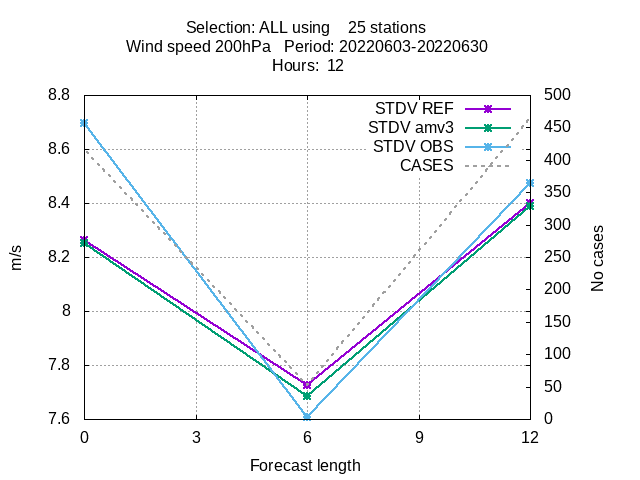 Selection: ALL using    25 stations
Wind speed 200hPa   Period: 20220603-20220630
Hours:  12
STDV REF
STDV amv3
STDV OBS
CASES
m/s
8.8
8.6
8.4
8.2
8
7.8
7.6
500
450
400
350
300
250
200
150
100
50
0
No cases
0 3 6 9 12
Forecast length